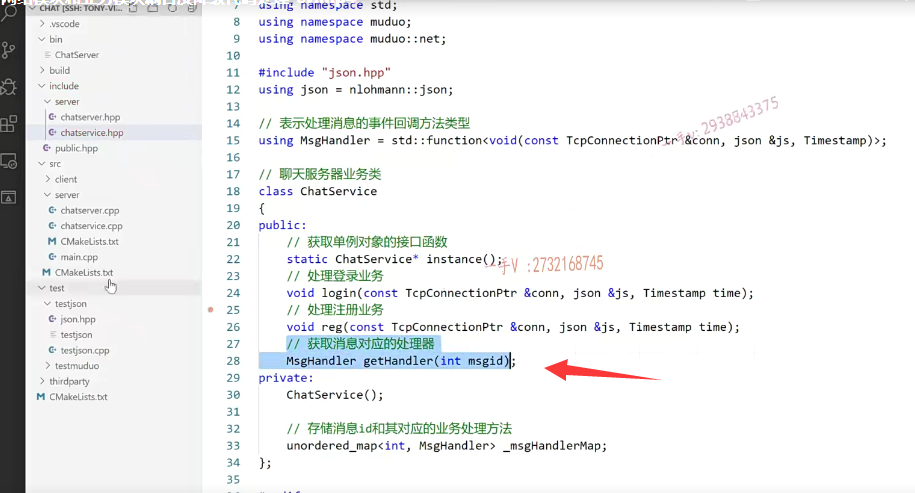 CHAT [SSH: TONY-VI...
.vscode
bin
ChatServer
build
include
server
chatserver.hpp
chatservice.hpp
public.hpp
src
client
server
chatserver.cpp
chatservice.cpp
CMakeLists.txt
main.cpp
CMakeLists.txt
test
testjson
json.hpp
testjson
testjson.cpp
testmuduo
thirdparty
CMakeLists.txt
7 using namespace std;
8 using namespace muduo;
9 using namespace muduo::net;
10
11 #include "json.hpp"
12 using json = nlohmann::json;
13
14 // 表示处理消息的事件回调方法类型
15 using MsgHandler = std::function<void(const TcpConnectionPtr &conn, json &js, Timestamp)>;
16
17 // 聊天服务器业务类
18 class ChatService
19 {
20 public:
21 // 获取单例对象的接口函数
22 static ChatService* instance();
23 // 处理登录业务
24 void login(const TcpConnectionPtr &conn, json &js, Timestamp time);
25 // 处理注册业务
26 void reg(const TcpConnectionPtr &conn, json &js, Timestamp time);
27 // 获取消息对应的处理器
28 MsgHandler getHandler(int msgid);
29 private:
30 ChatService();
31
32 // 存储消息id和其对应的业务处理方法
33 unordered_map<int, MsgHandler> _msgHandlerMap;
34 };
35
一手V: 2938843375
一手V :2732168745